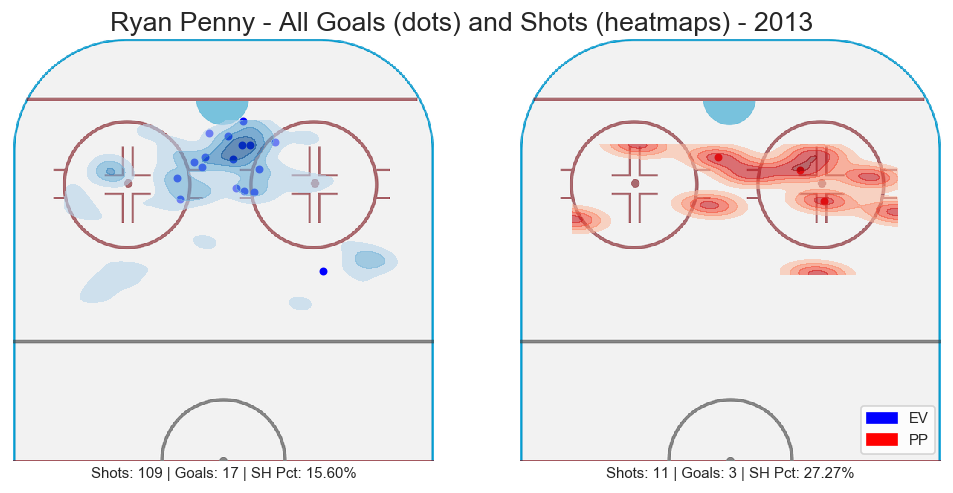 Ryan Penny - All Goals (dots) and Shots (heatmaps) - 2013
EV
PP
Shots: 109 | Goals: 17 | SH Pct: 15.60%
Shots: 11 | Goals: 3 | SH Pct: 27.27%